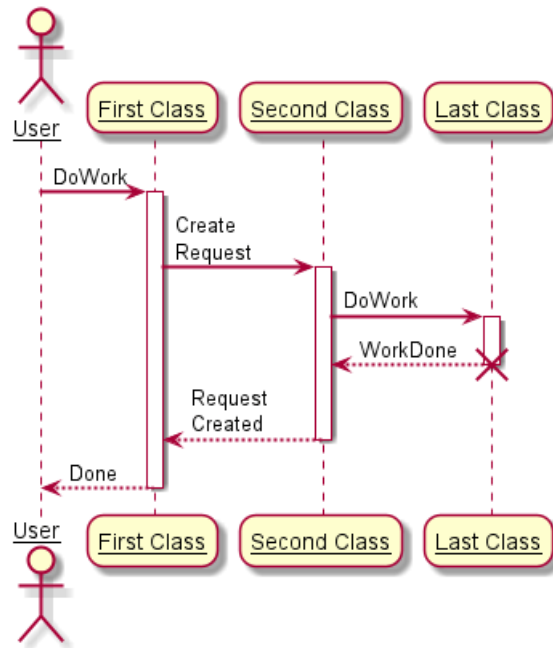 User
First Class
Second Class
Last Class
DoWork
Create
Request
DoWork
WorkDone
Request
Created
Done
User
First Class
Second Class
Last Class